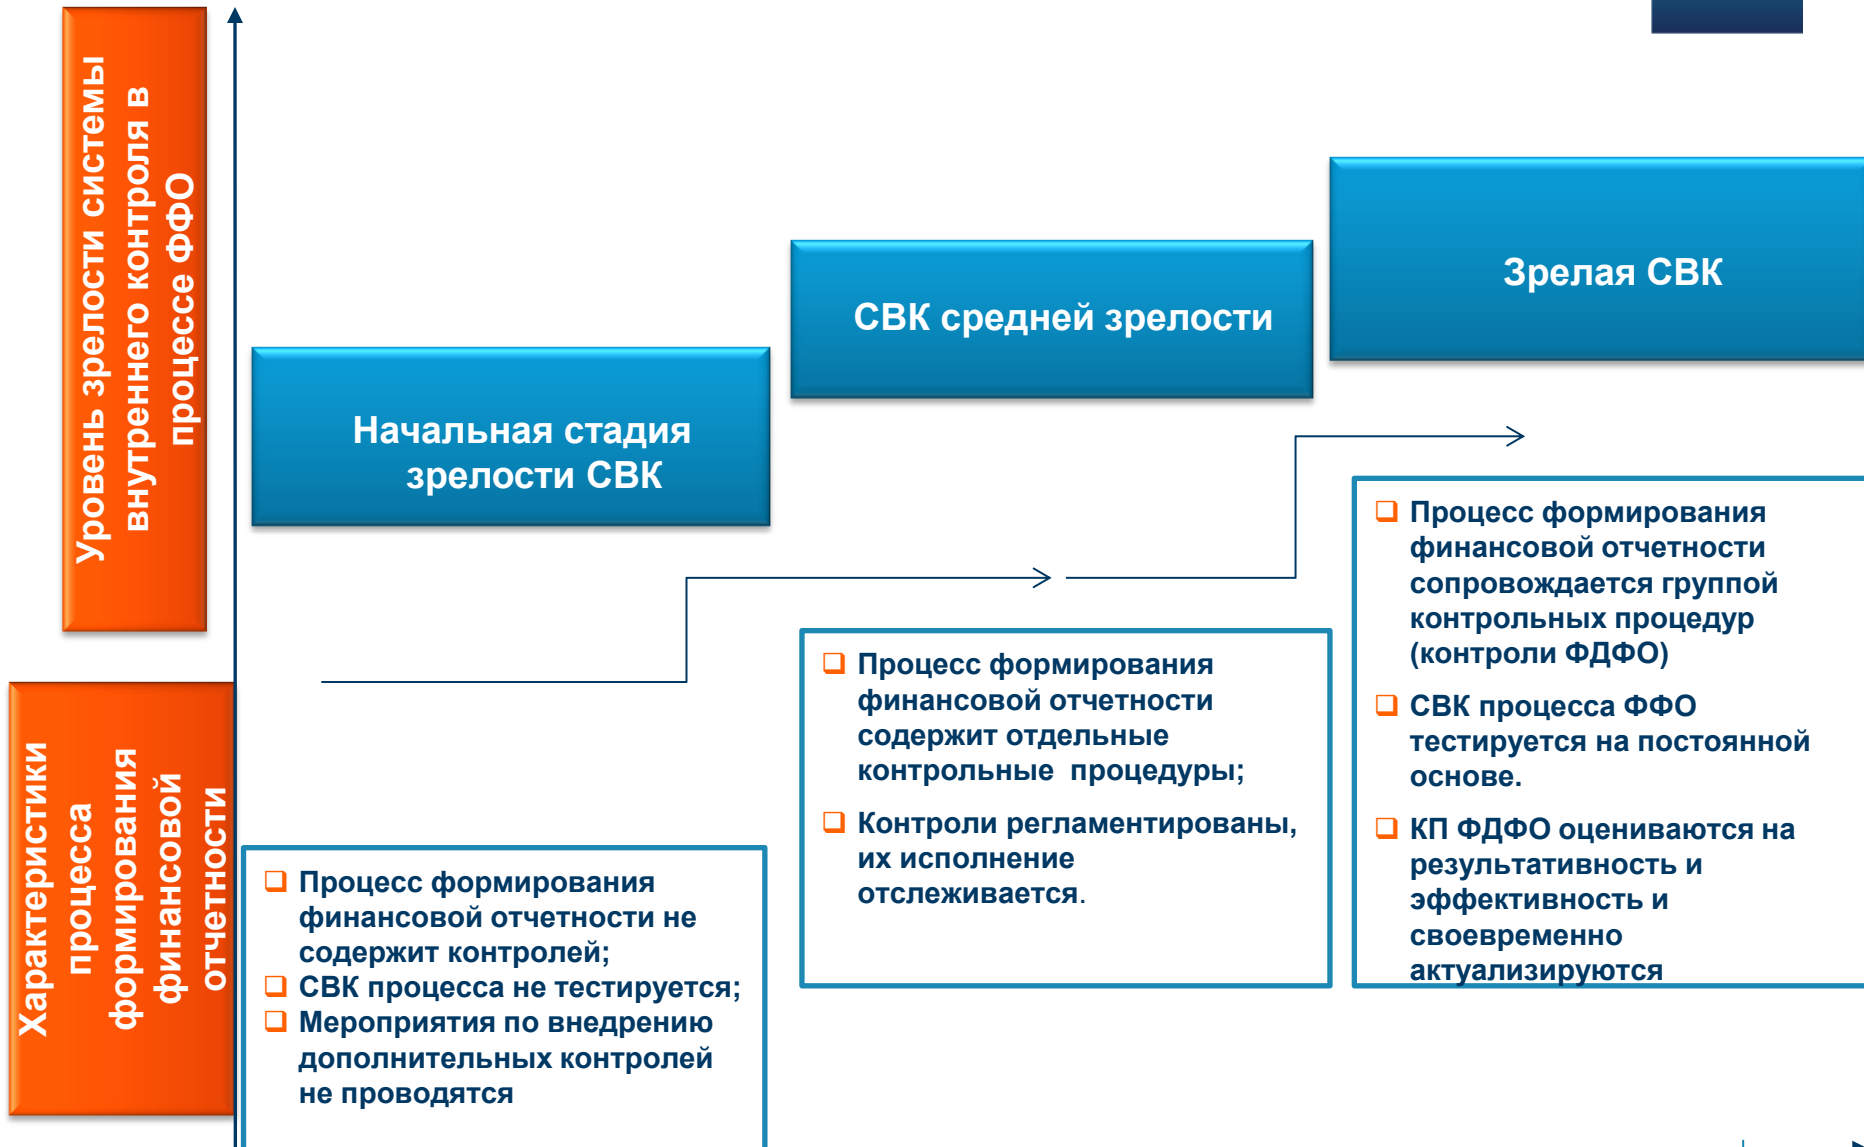 Уровень зрелости системы
внутреннего контроля в
процессе ФФО
Начальная стадия
зрелости СВК
СВК средней зрелости
Зрелая СВК
Характеристики
процесса
формирования
финансовой
отчетности
❑ Процесс формирования
финансовой отчетности не
содержит контролей;
❑ СВК процесса не тестируется;
❑ Мероприятия по внедрению
дополнительных контролей
не проводятся
❑ Процесс формирования
финансовой отчетности
содержит отдельные
контрольные процедуры;
❑ Контроли регламентированы,
их исполнение
отслеживается.
❑ Процесс формирования
финансовой отчетности
сопровождается группой
контрольных процедур
(контроли ФДФО)
❑ СВК процесса ФФО
тестируется на постоянной
основе.
❑ КП ФДФО оцениваются на
результативность и
эффективность и
своевременно
актуализируются